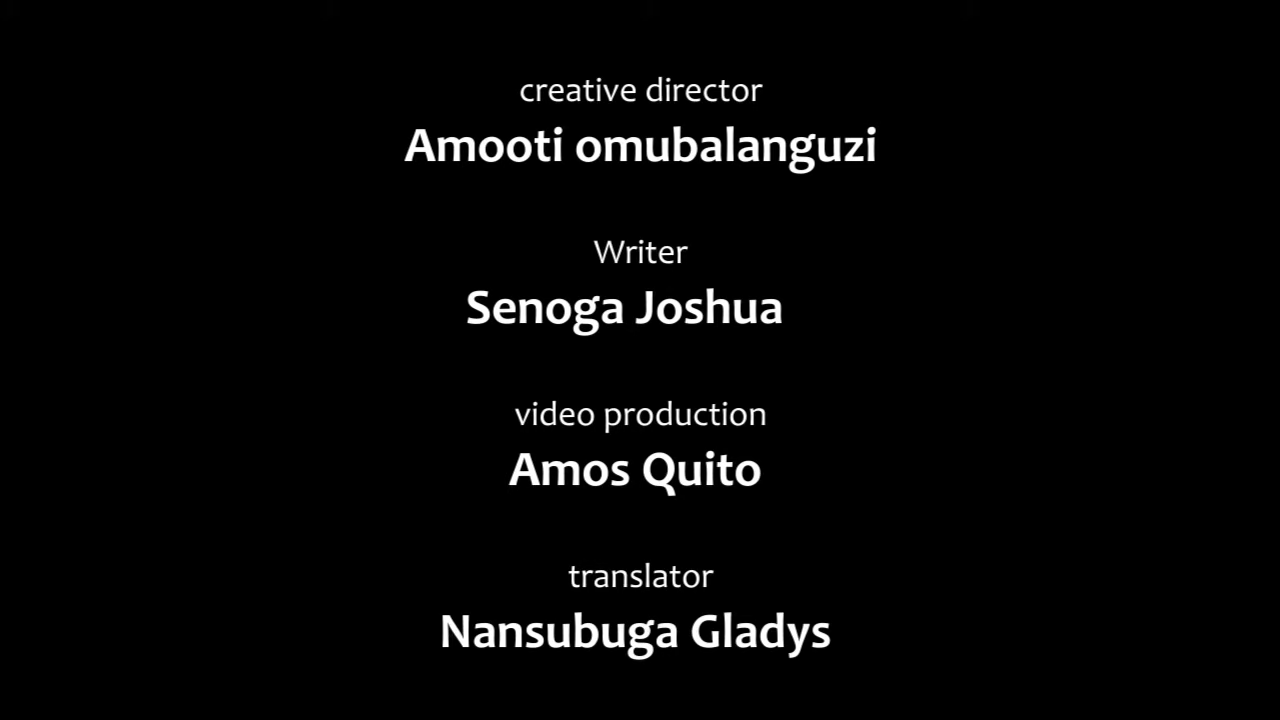 creative director
Amooti omubalanguzi
Writer
Senoga Joshua
video production
Amos Quito
translator
Nansubuga Gladys